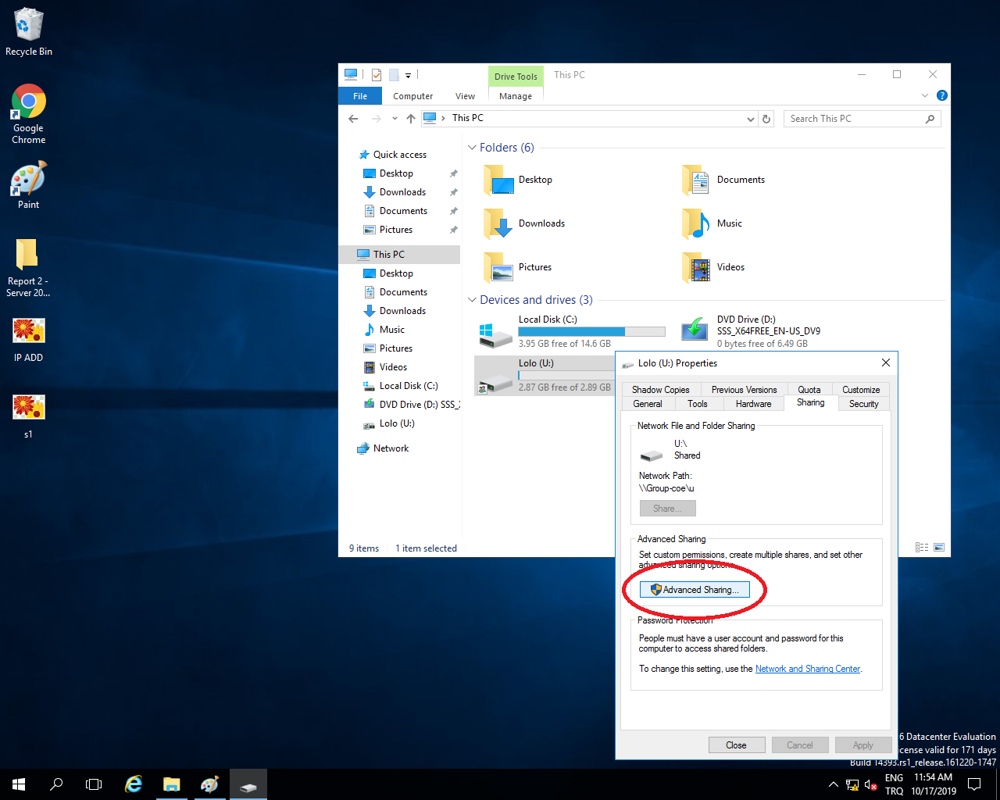 Recycle Bin
Google
Chrome
Paint
Report 2 -
Server 20...
IP ADD
s1
Drive Tools
This PC
File
Computer
View
Manage
This PC
Search This PC
Quick access
Desktop
Downloads
Documents
Pictures
This PC
Desktop
Documents
Downloads
Music
Pictures
Videos
Local Disk (C:)
DVD Drive (D:) SSS_
Lolo (U:)
Network
Folders (6)
Desktop
Documents
Downloads
Music
Pictures
Videos
Devices and drives (3)
Local Disk (C:)
3.95 GB free of 14.6 GB
DVD Drive (D:)
SSS_X64FREE_EN-US_DV9
0 bytes free of 6.49 GB
Lolo (U:)
2.87 GB free of 2.89 GB
9 items
1 item selected
Lolo (U:) Properties
Shadow Copies
Previous Versions
Quota
Customize
General
Tools
Hardware
Sharing
Security
Network File and Folder Sharing
U:\
Shared
Network Path:
\\Group-coe\u
Share...
Advanced Sharing
Set custom permissions, create multiple shares, and set other
advanced sharing options.
Advanced Sharing...
Password Protection
People must have a user account and password for this
computer to access shared folders.
To change this setting, use the Network and Sharing Center.
Close
Cancel
Apply
6 Datacenter Evaluation
icense valid for 171 days
Build 14393.rs1_release.161220-1747
ENG
TRQ
11:54 AM
10/17/2019